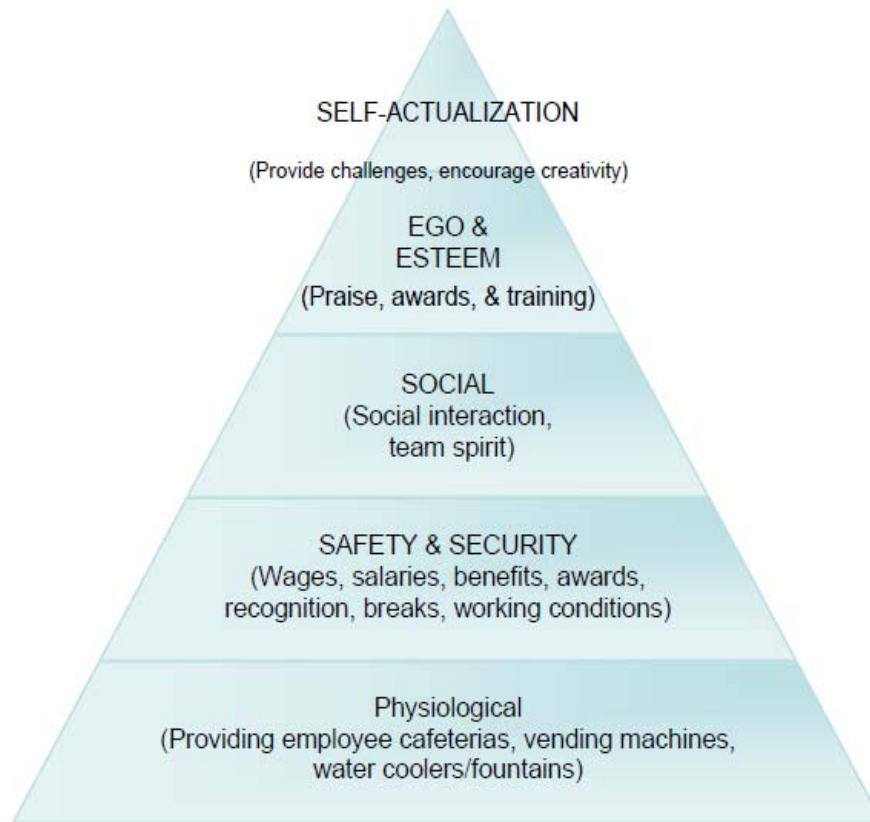 SELF-ACTUALIZATION
(Provide challenges, encourage creativity)
EGO &
ESTEEM
(Praise, awards, & training)
SOCIAL
(Social interaction,
team spirit)
SAFETY & SECURITY
(Wages, salaries, benefits, awards,
recognition, breaks, working conditions)
Physiological
(Providing employee cafeterias, vending machines,
water coolers/fountains)